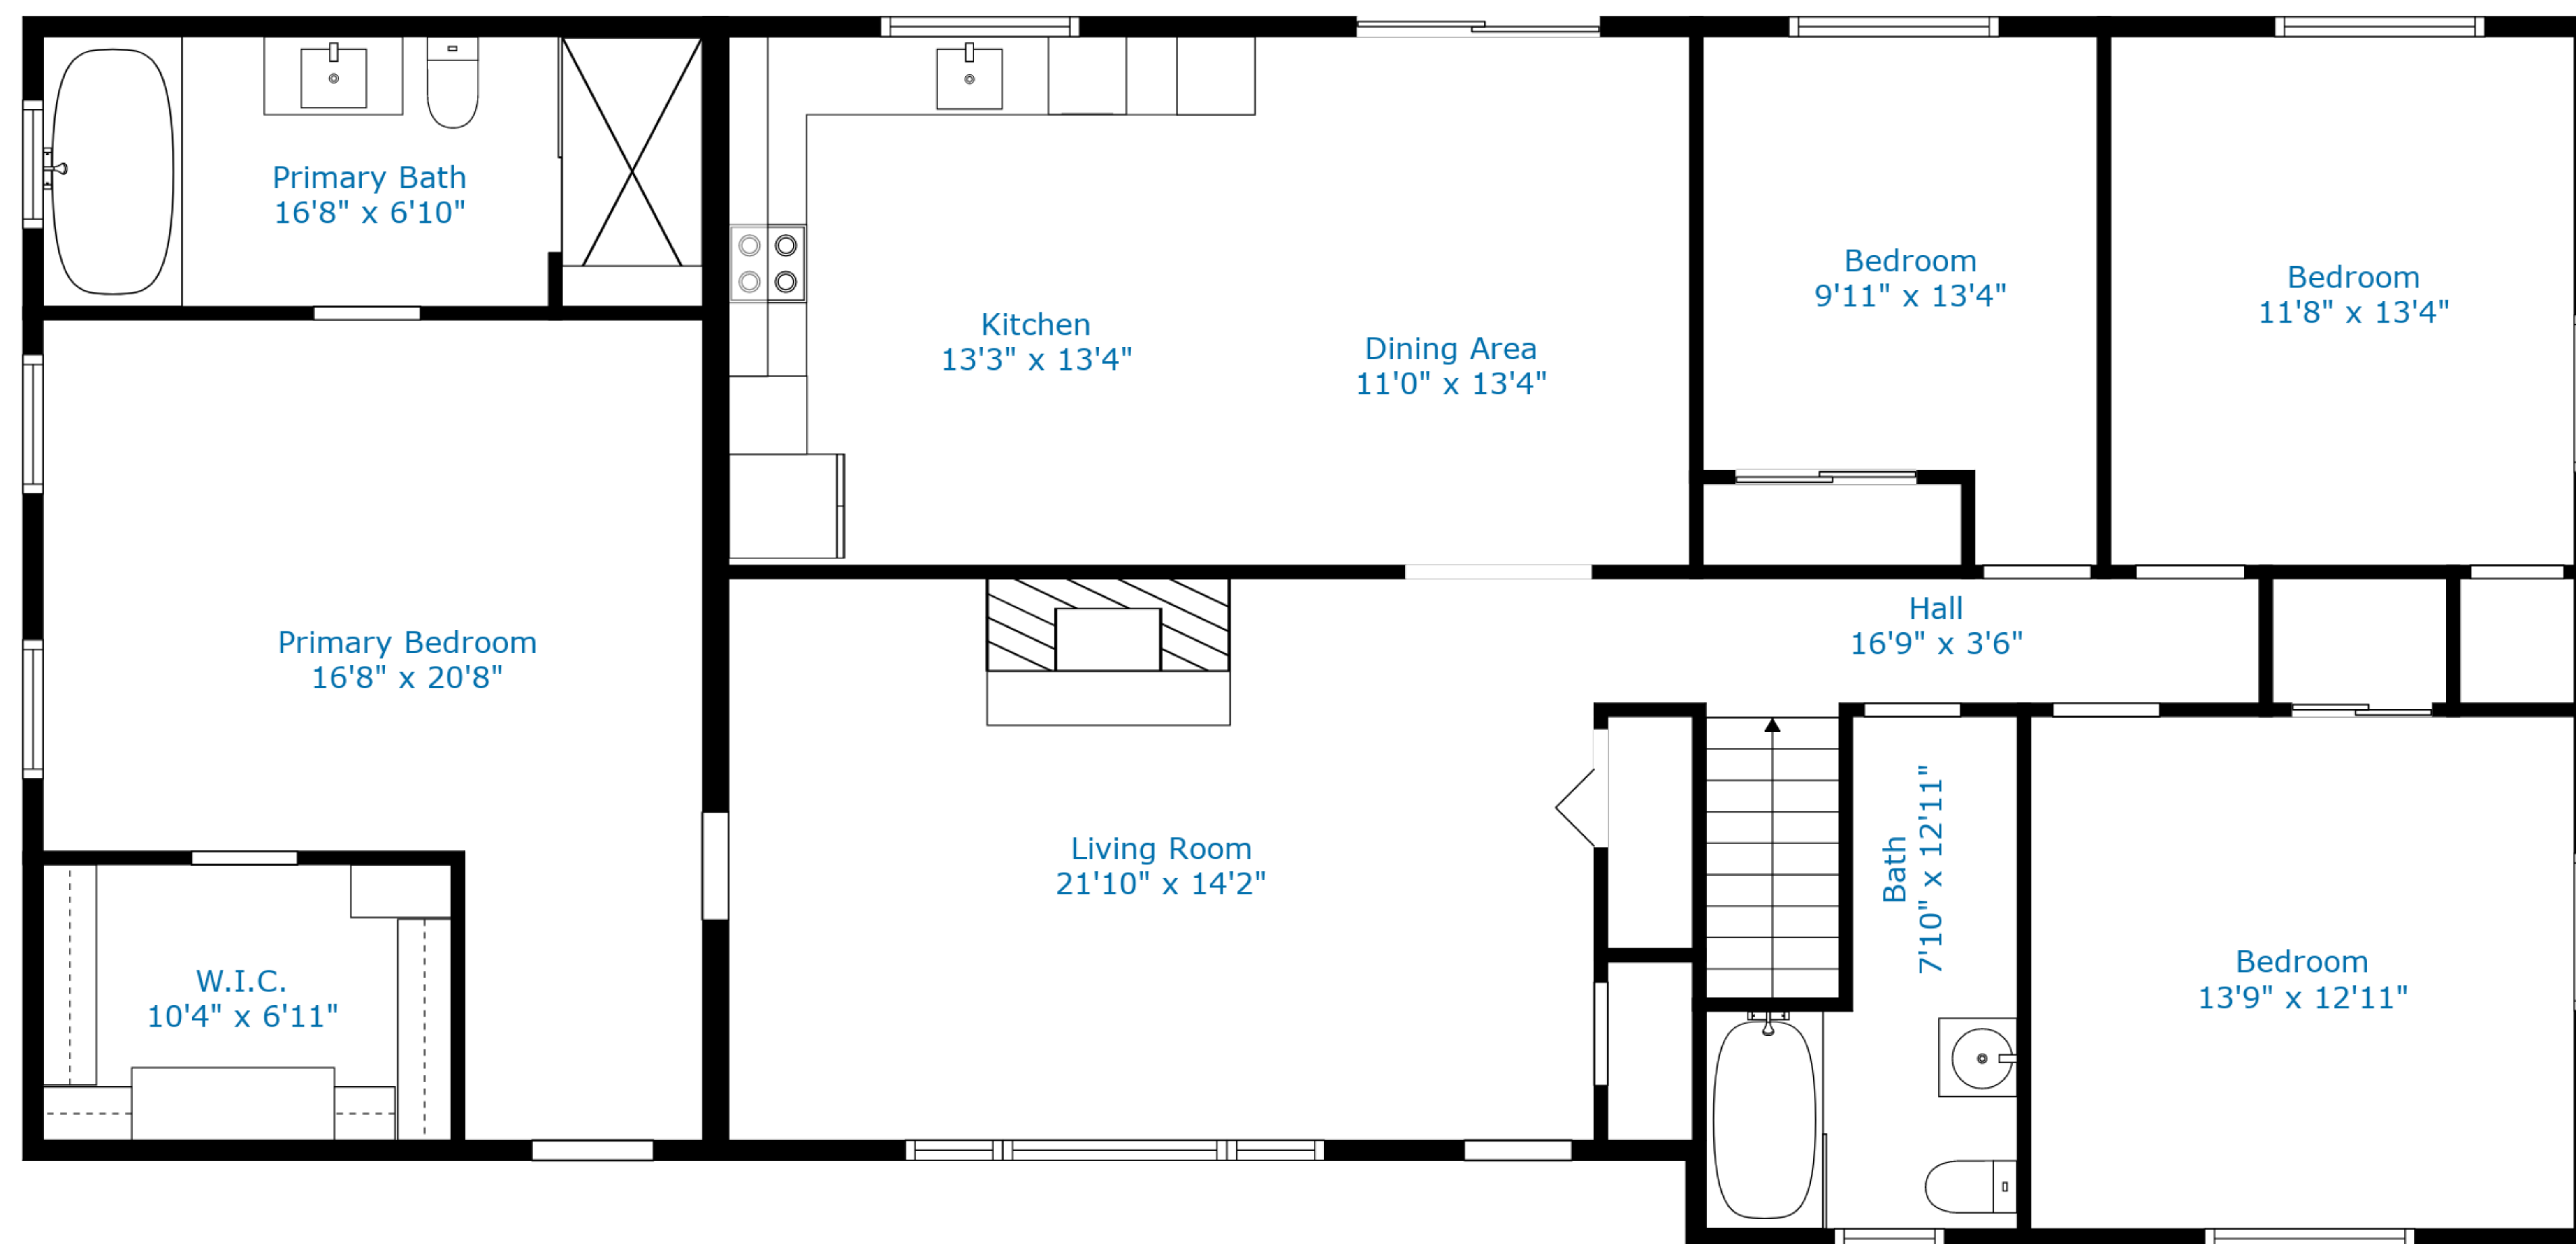 Primary Bath
16'8" x 6'10"
Kitchen
13'3" x 13'4"
Dining Area
11'0" x 13'4"
Bedroom
9'11" x 13'4"
Bedroom
11'8" x 13'4"
Primary Bedroom
16'8" x 20'8"
Hall
16'9" x 3'6"
Living Room
21'10" x 14'2"
Bath
7'10" x 12'11"
W.I.C.
10'4" x 6'11"
Bedroom
13'9" x 12'11"